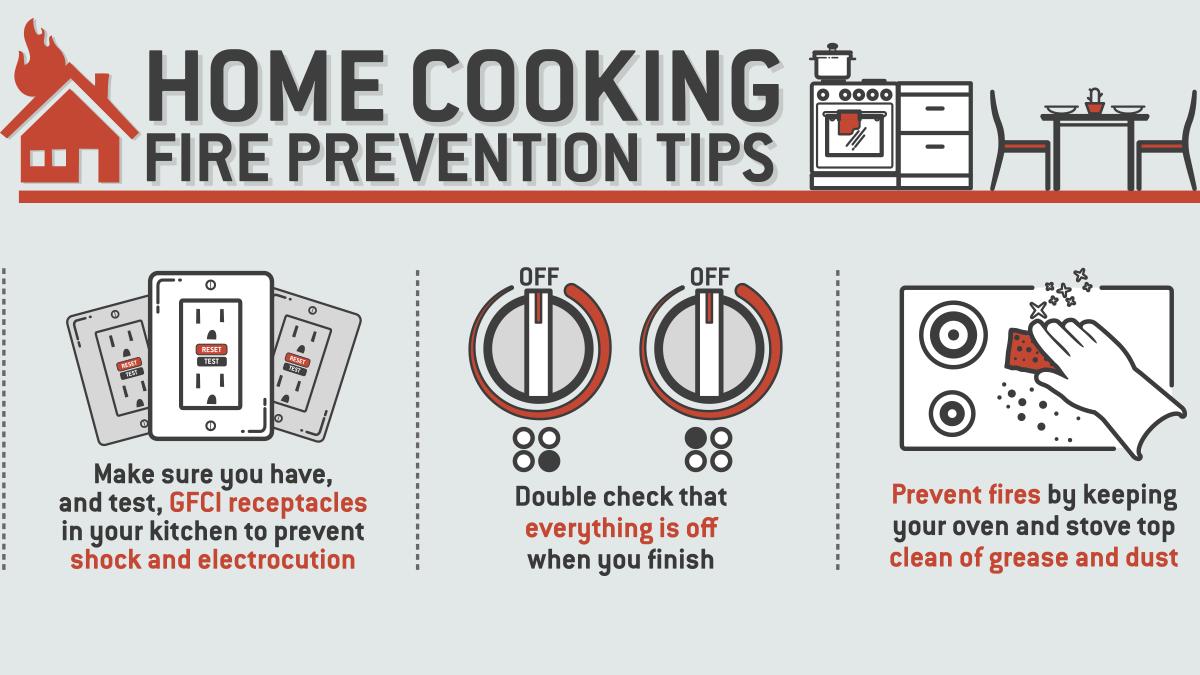 HOME COOKING
FIRE PREVENTION TIPS
RESET
TEST
RESET
TEST
RESET
TEST
Make sure you have,
and test, GFCI receptacles
in your kitchen to prevent
shock and electrocution
OFF
OFF
Double check that
everything is off
when you finish
Prevent fires by keeping
your oven and stove top
clean of grease and dust